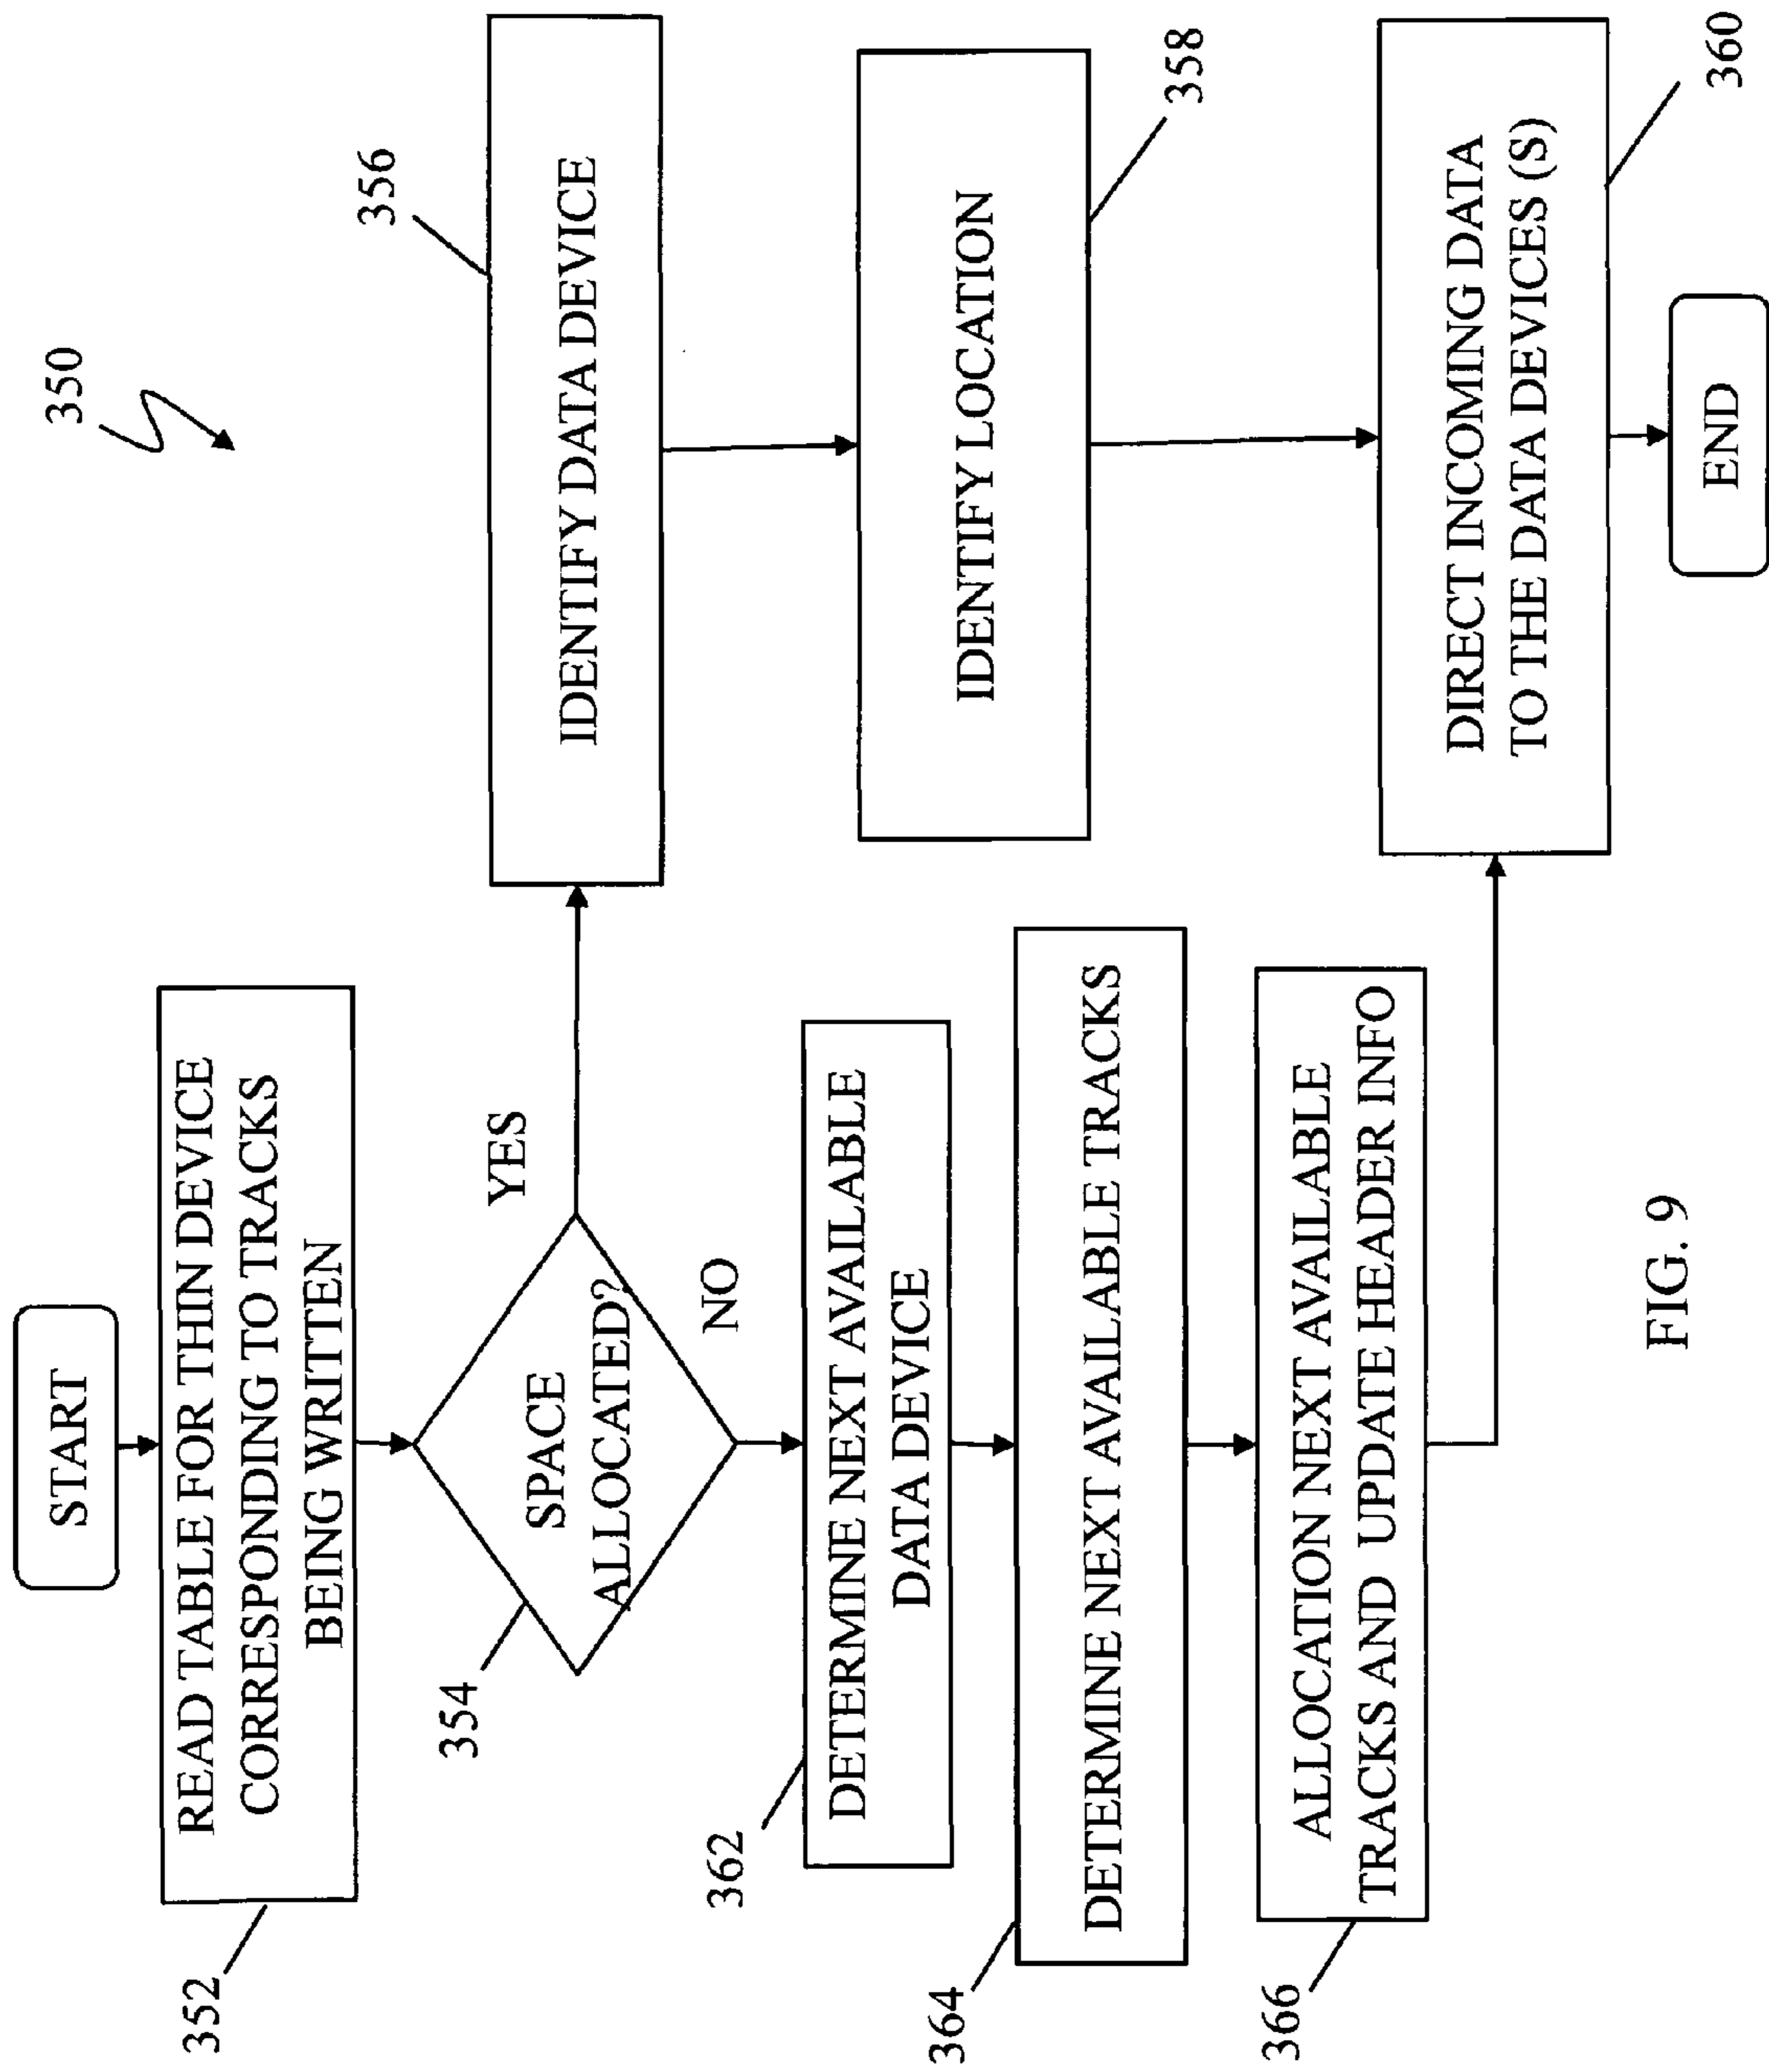 350
START
READ TABLE FOR THIN DEVICE
CORRESPONDING TO TRACKS
BEING WRITTEN
352
SPACE
ALLOCATED?
354
YES
NO
IDENTIFY DATA DEVICE
356
IDENTIFY LOCATION
358
DIRECT INCOMING DATA
TO THE DATA DEVICES (S)
360
END
DETERMINE NEXT AVAILABLE
DATA DEVICE
362
DETERMINE NEXT AVAILABLE TRACKS
364
ALLOCATION NEXT AVAILABLE
TRACKS AND UPDATE HEADER INFO
366
FIG. 9